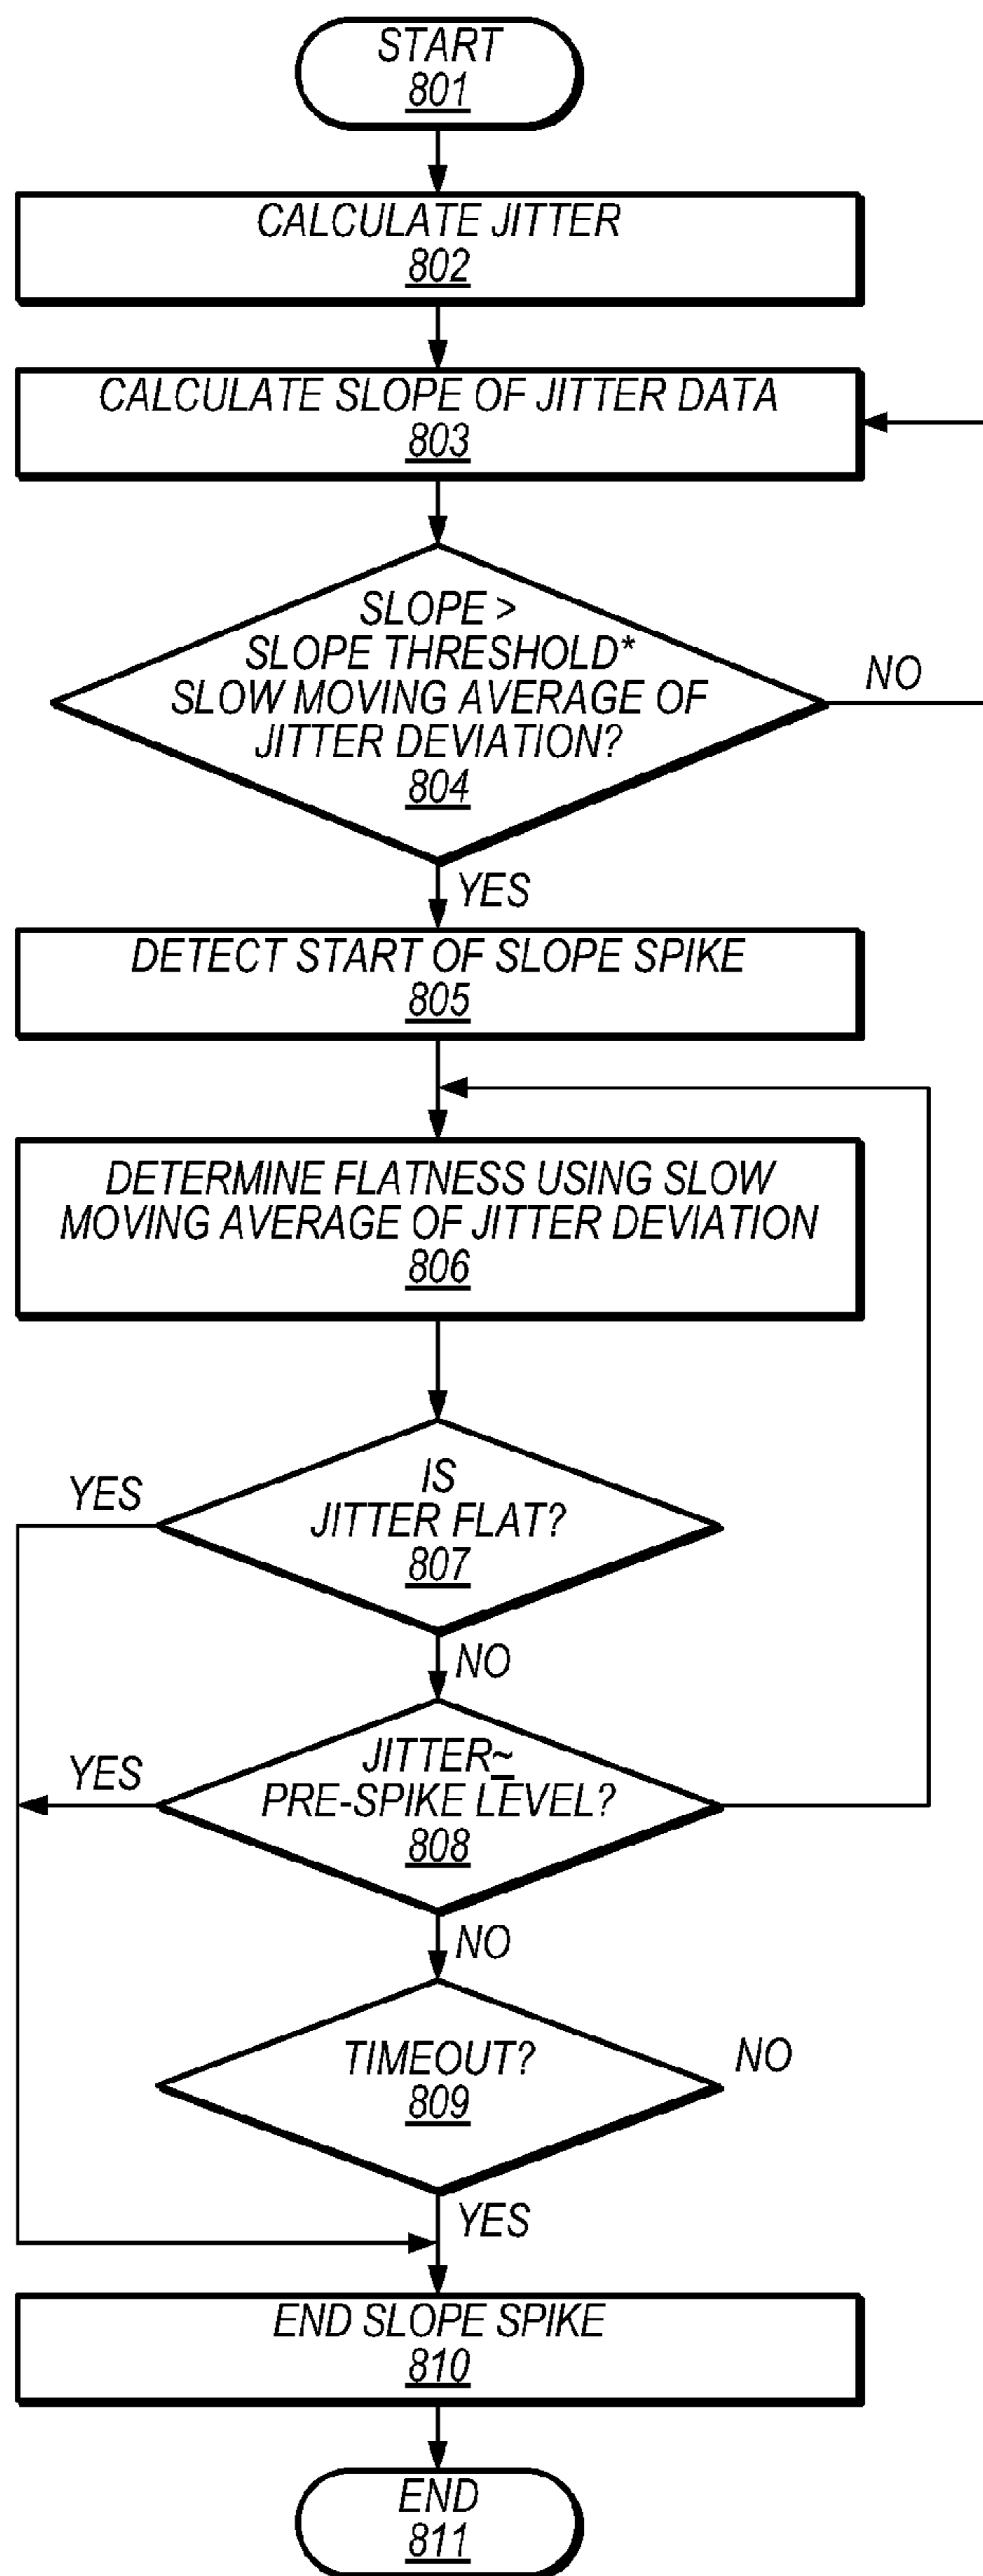 START
801
CALCULATE JITTER
802
CALCULATE SLOPE OF JITTER DATA
803
SLOPE >
SLOPE THRESHOLD*
SLOW MOVING AVERAGE OF
JITTER DEVIATION?
804
NO
YES
DETECT START OF SLOPE SPIKE
805
DETERMINE FLATNESS USING SLOW
MOVING AVERAGE OF JITTER DEVIATION
806
IS
JITTER FLAT?
807
YES
NO
JITTER~
PRE-SPIKE LEVEL?
808
YES
NO
TIMEOUT?
809
NO
YES
END SLOPE SPIKE
810
END
811